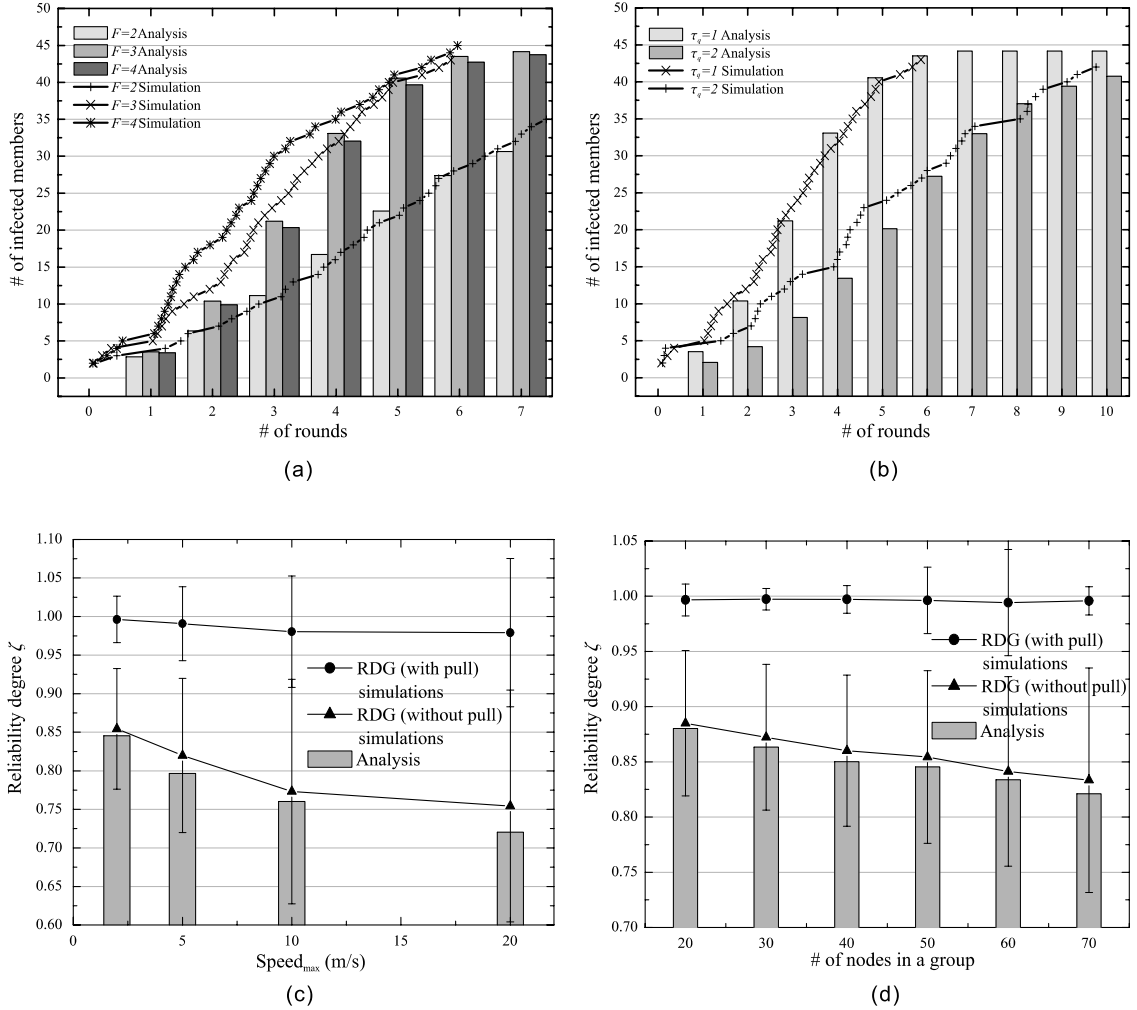 50
45
40
35
30
25
20
15
10
5
0
# of infected members
F=2 Analysis
F=3 Analysis
F=4 Analysis
F=2 Simulation
F=3 Simulation
F=4 Simulation
0 1 2 3 4 5 6 7
# of rounds
(a)
50
45
40
35
30
25
20
15
10
5
0
# of infected members
τq=1 Analysis
τq=2 Analysis
τq=1 Simulation
τq=2 Simulation
0 1 2 3 4 5 6 7 8 9 10
# of rounds
(b)
1.10
1.05
1.00
0.95
0.90
0.85
0.80
0.75
0.70
0.65
0.60
Reliability degree ζ
RDG (with pull)
simulations
RDG (without pull)
simulations
Analysis
0 5 10 15 20
Speedmax (m/s)
(c)
1.05
1.00
0.95
0.90
0.85
0.80
0.75
0.70
Reliability degree ζ
RDG (with pull)
simulations
RDG (without pull)
simulations
Analysis
20 30 40 50 60 70
# of nodes in a group
(d)